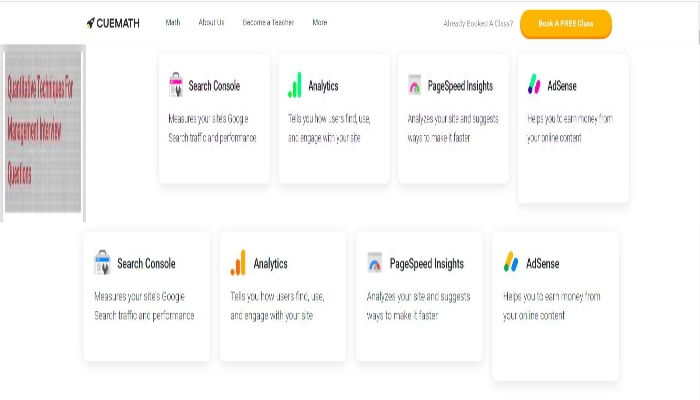 CUEMATH Math About Us Become a Teacher More Already Booked A Class? Book A FREE Class
Quantitative Techniques For
Management Interview
Questions
Search Console
Measures your site's Google
Search traffic and performance
Analytics
Tells you how users find, use,
and engage with your site
PageSpeed Insights
Analyzes your site and suggests
ways to make it faster
AdSense
Helps you to earn money from
your online content
Search Console
Measures your site's Google
Search traffic and performance
Analytics
Tells you how users find, use,
and engage with your site
PageSpeed Insights
Analyzes your site and suggests
ways to make it faster
AdSense
Helps you to earn money from
your online content